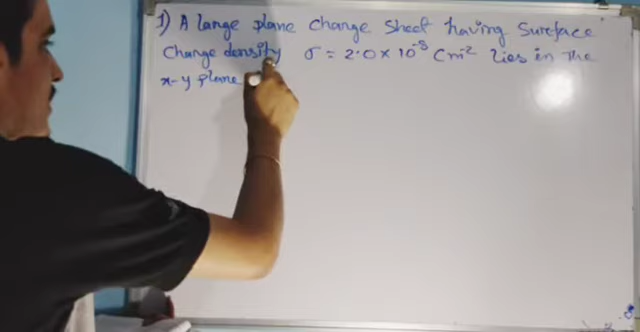 1) A large plane charge sheet having surface
charge density σ = 2.0 × 10⁻⁸ Cm⁻² lies in the
x-y plane